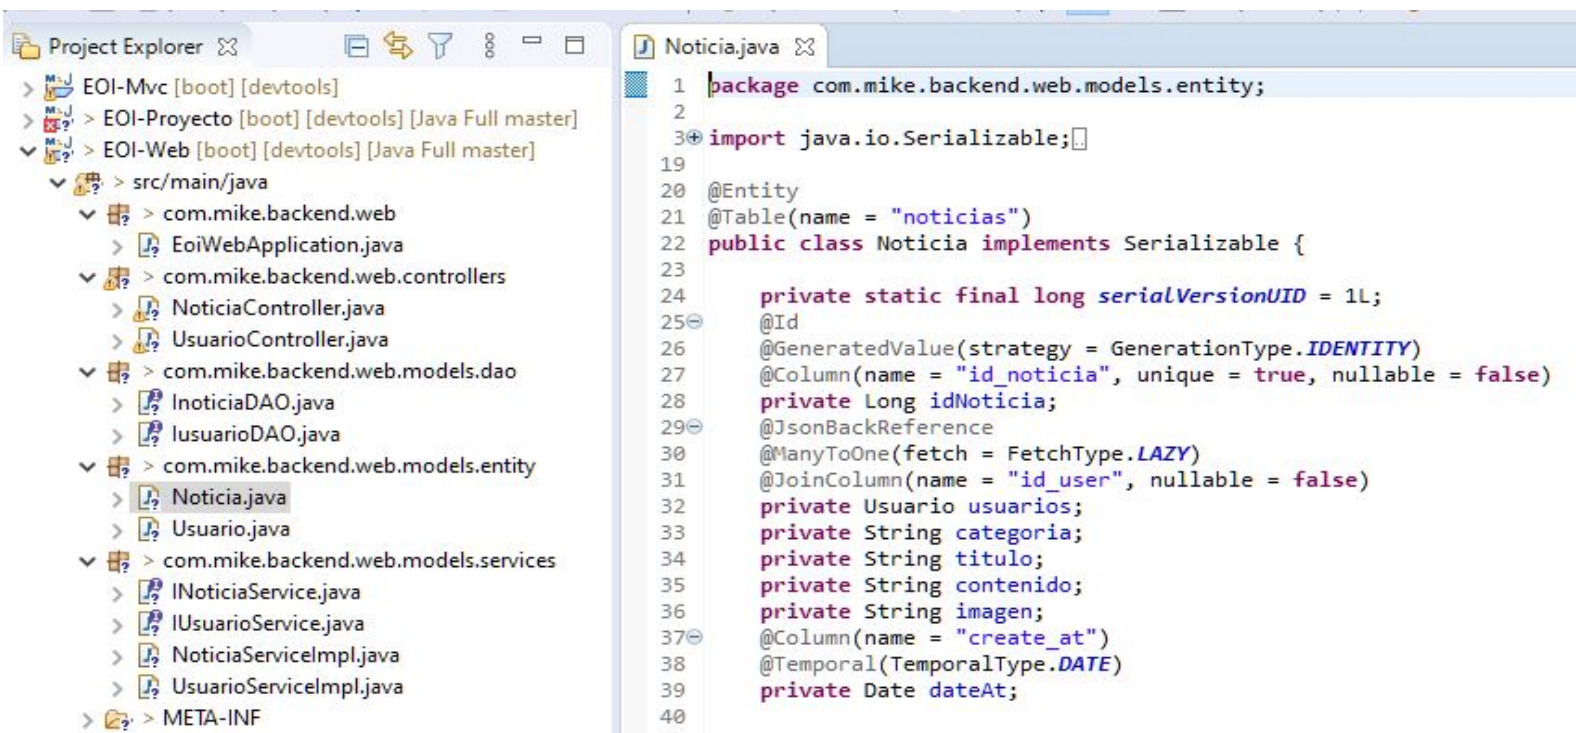 Project Explorer
EOI-Mvc [boot] [devtools]
> EOI-Proyecto [boot] [devtools] [Java Full master]
> EOI-Web [boot] [devtools] [Java Full master]
> src/main/java
> com.mike.backend.web
EoiWebApplication.java
> com.mike.backend.web.controllers
NoticiaController.java
UsuarioController.java
> com.mike.backend.web.models.dao
InoticiaDAO.java
IusuarioDAO.java
> com.mike.backend.web.models.entity
Noticia.java
Usuario.java
> com.mike.backend.web.models.services
INoticiaService.java
IUsuarioService.java
NoticiaServiceImpl.java
UsuarioServiceImpl.java
> META-INF
Noticia.java
1 package com.mike.backend.web.models.entity;
2
3 import java.io.Serializable;
19
20 @Entity
21 @Table(name = "noticias")
22 public class Noticia implements Serializable {
23
24 private static final long serialVersionUID = 1L;
25 @Id
26 @GeneratedValue(strategy = GenerationType.IDENTITY)
27 @Column(name = "id_noticia", unique = true, nullable = false)
28 private Long idNoticia;
29 @JsonBackReference
30 @ManyToOne(fetch = FetchType.LAZY)
31 @JoinColumn(name = "id_user", nullable = false)
32 private Usuario usuarios;
33 private String categoria;
34 private String titulo;
35 private String contenido;
36 private String imagen;
37 @Column(name = "create_at")
38 @Temporal(TemporalType.DATE)
39 private Date dateAt;
40